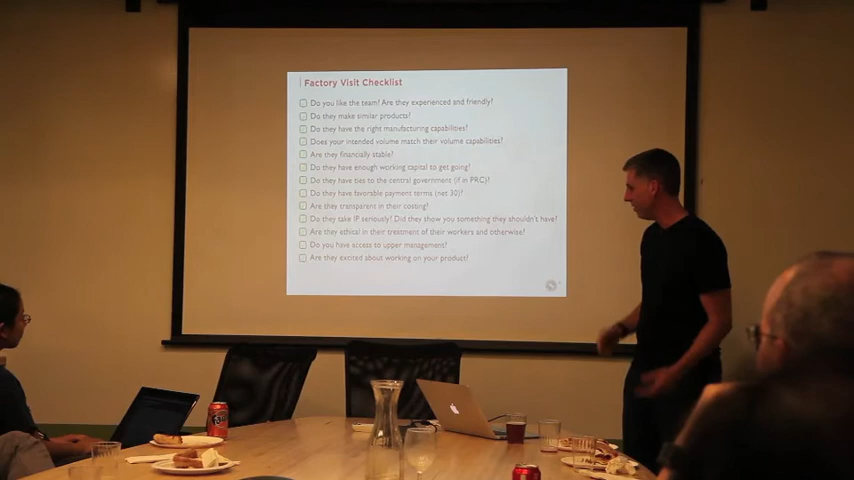 Factory Visit Checklist
Do you like the team? Are they experienced and friendly?
Do they make similar products?
Do they have the right manufacturing capabilities?
Does your intended volume match their volume capabilities?
Are they financially stable?
Do they have enough working capital to get going?
Do they have ties to the central government (if in PRC)?
Do they have favorable payment terms (net 30)?
Are they transparent in their costing?
Do they take IP seriously? Did they show you something they shouldn't have?
Are they ethical in their treatment of their workers and otherwise?
Do you have access to upper management?
Are they excited about working on your product?